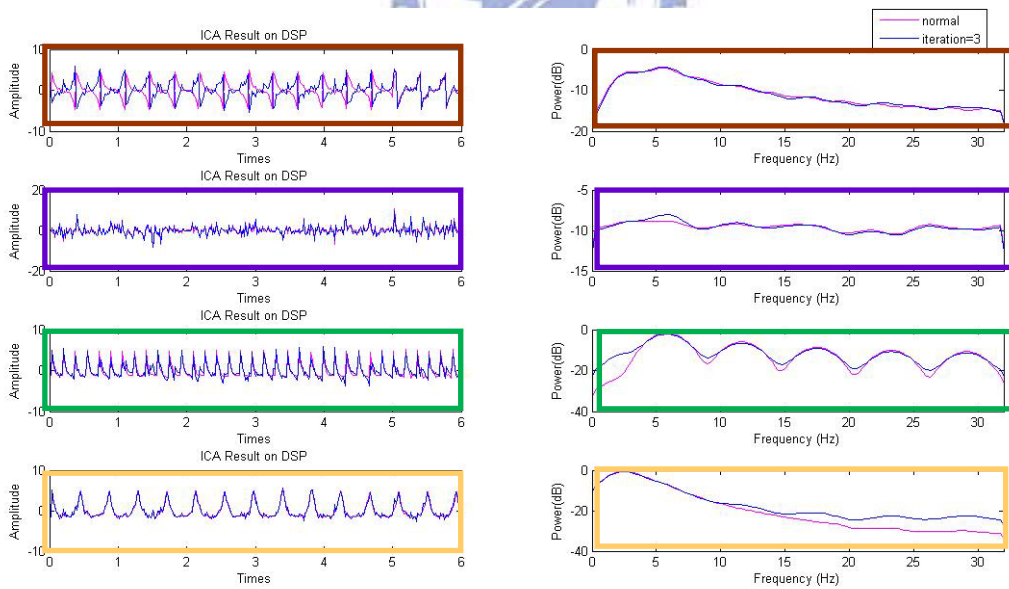 normal
iteration=3
ICA Result on DSP
Amplitude
10
0
-10
0 1 2 3 4 5 6
Times
Power(dB)
0
-10
-20
0 5 10 15 20 25 30
Frequency (Hz)
ICA Result on DSP
Amplitude
20
0
-20
0 1 2 3 4 5 6
Times
Power(dB)
-5
-10
-15
0 5 10 15 20 25 30
Frequency (Hz)
ICA Result on DSP
Amplitude
10
0
-10
0 1 2 3 4 5 6
Times
Power(dB)
0
-20
-40
0 5 10 15 20 25 30
Frequency (Hz)
ICA Result on DSP
Amplitude
10
0
-10
0 1 2 3 4 5 6
Times
Power(dB)
0
-20
-40
0 5 10 15 20 25 30
Frequency (Hz)